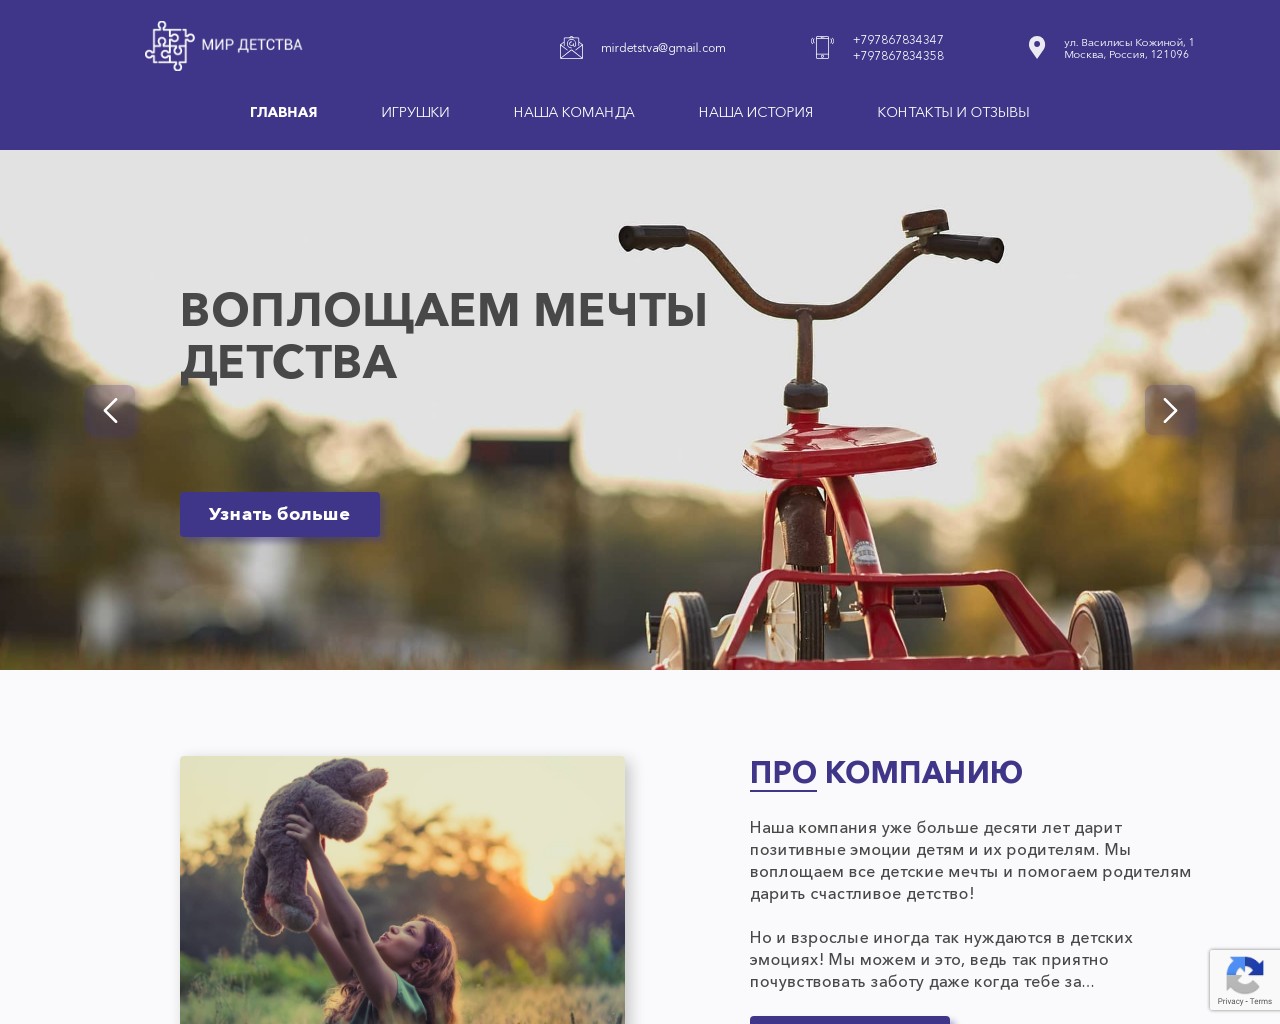 МИР ДЕТСТВА
mirdetstva@gmail.com
+797867834347
+797867834358
ул. Василисы Кожиной, 1
Москва, Россия, 121096
ГЛАВНАЯ
ИГРУШКИ
НАША КОМАНДА
НАША ИСТОРИЯ
КОНТАКТЫ И ОТЗЫВЫ
ВОПЛОЩАЕМ МЕЧТЫ
ДЕТСТВА
Узнать больше
ПРО КОМПАНИЮ
Наша компания уже больше десяти лет дарит
позитивные эмоции детям и их родителям. Мы
воплощаем все детские мечты и помогаем родителям
дарить счастливое детство!
Но и взрослые иногда так нуждаются в детских
эмоциях! Мы можем и это, ведь так приятно
почувствовать заботу даже когда тебе за...
Privacy - Terms